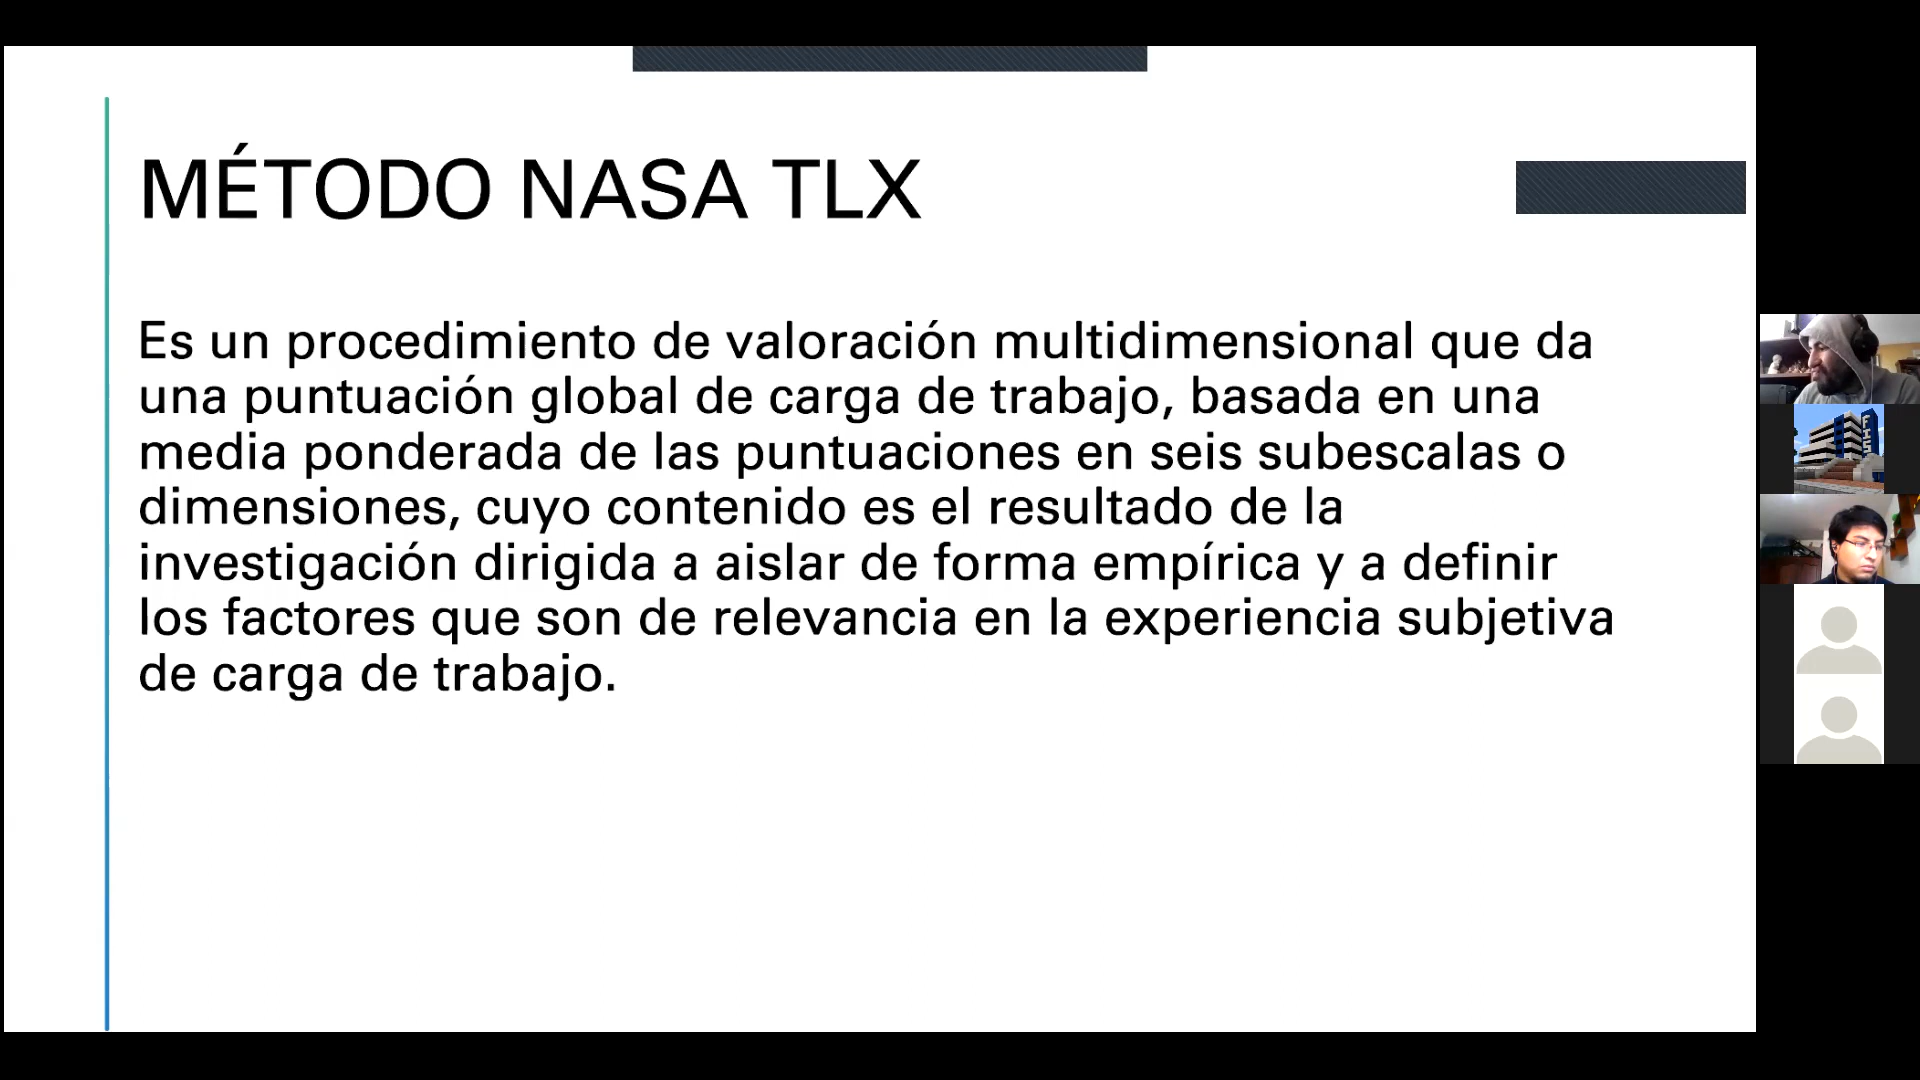 MÉTODO NASA TLX
Es un procedimiento de valoración multidimensional que da
una puntuación global de carga de trabajo, basada en una
media ponderada de las puntuaciones en seis subescalas o
dimensiones, cuyo contenido es el resultado de la
investigación dirigida a aislar de forma empírica y a definir
los factores que son de relevancia en la experiencia subjetiva
de carga de trabajo.